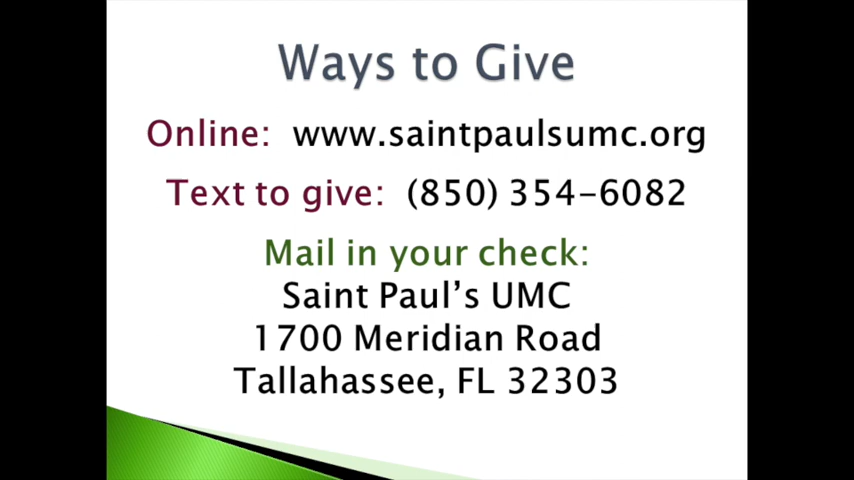 Ways to Give
Online: www.saintpaulsumc.org
Text to give: (850) 354-6082
Mail in your check:
Saint Paul's UMC
1700 Meridian Road
Tallahassee, FL 32303